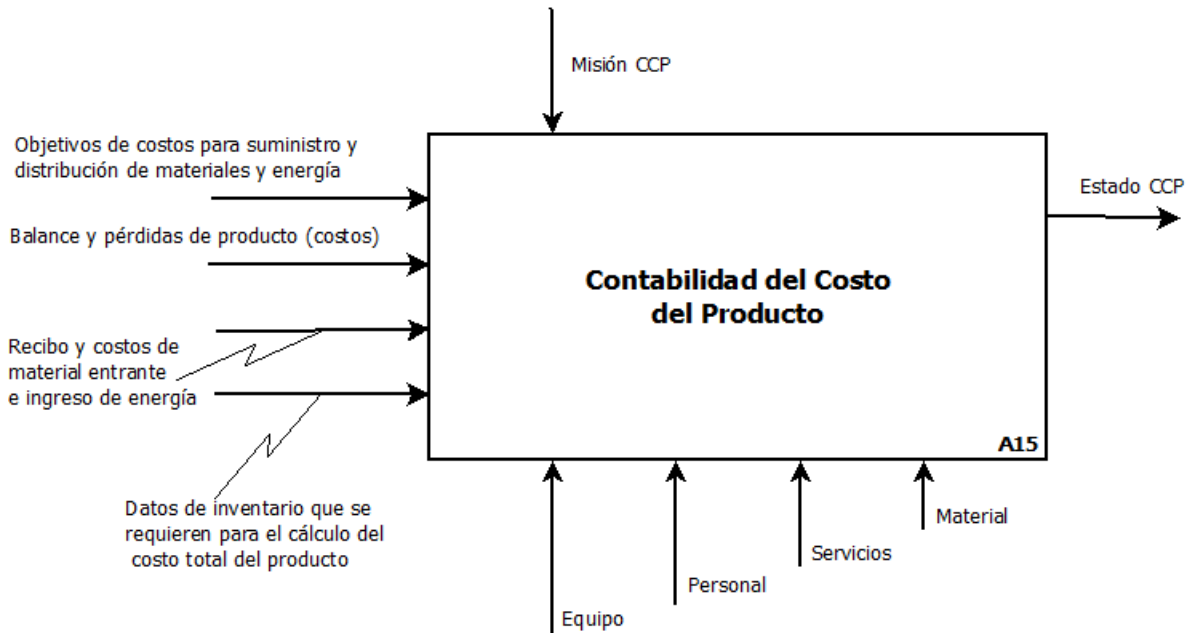 Misión CCP
Objetivos de costos para suministro y
distribución de materiales y energía
Estado CCP
Balance y pérdidas de producto (costos)
Contabilidad del Costo
del Producto
Recibo y costos de
material entrante
e ingreso de energía
A15
Datos de inventario que se
requieren para el cálculo del
costo total del producto
Material
Servicios
Personal
Equipo